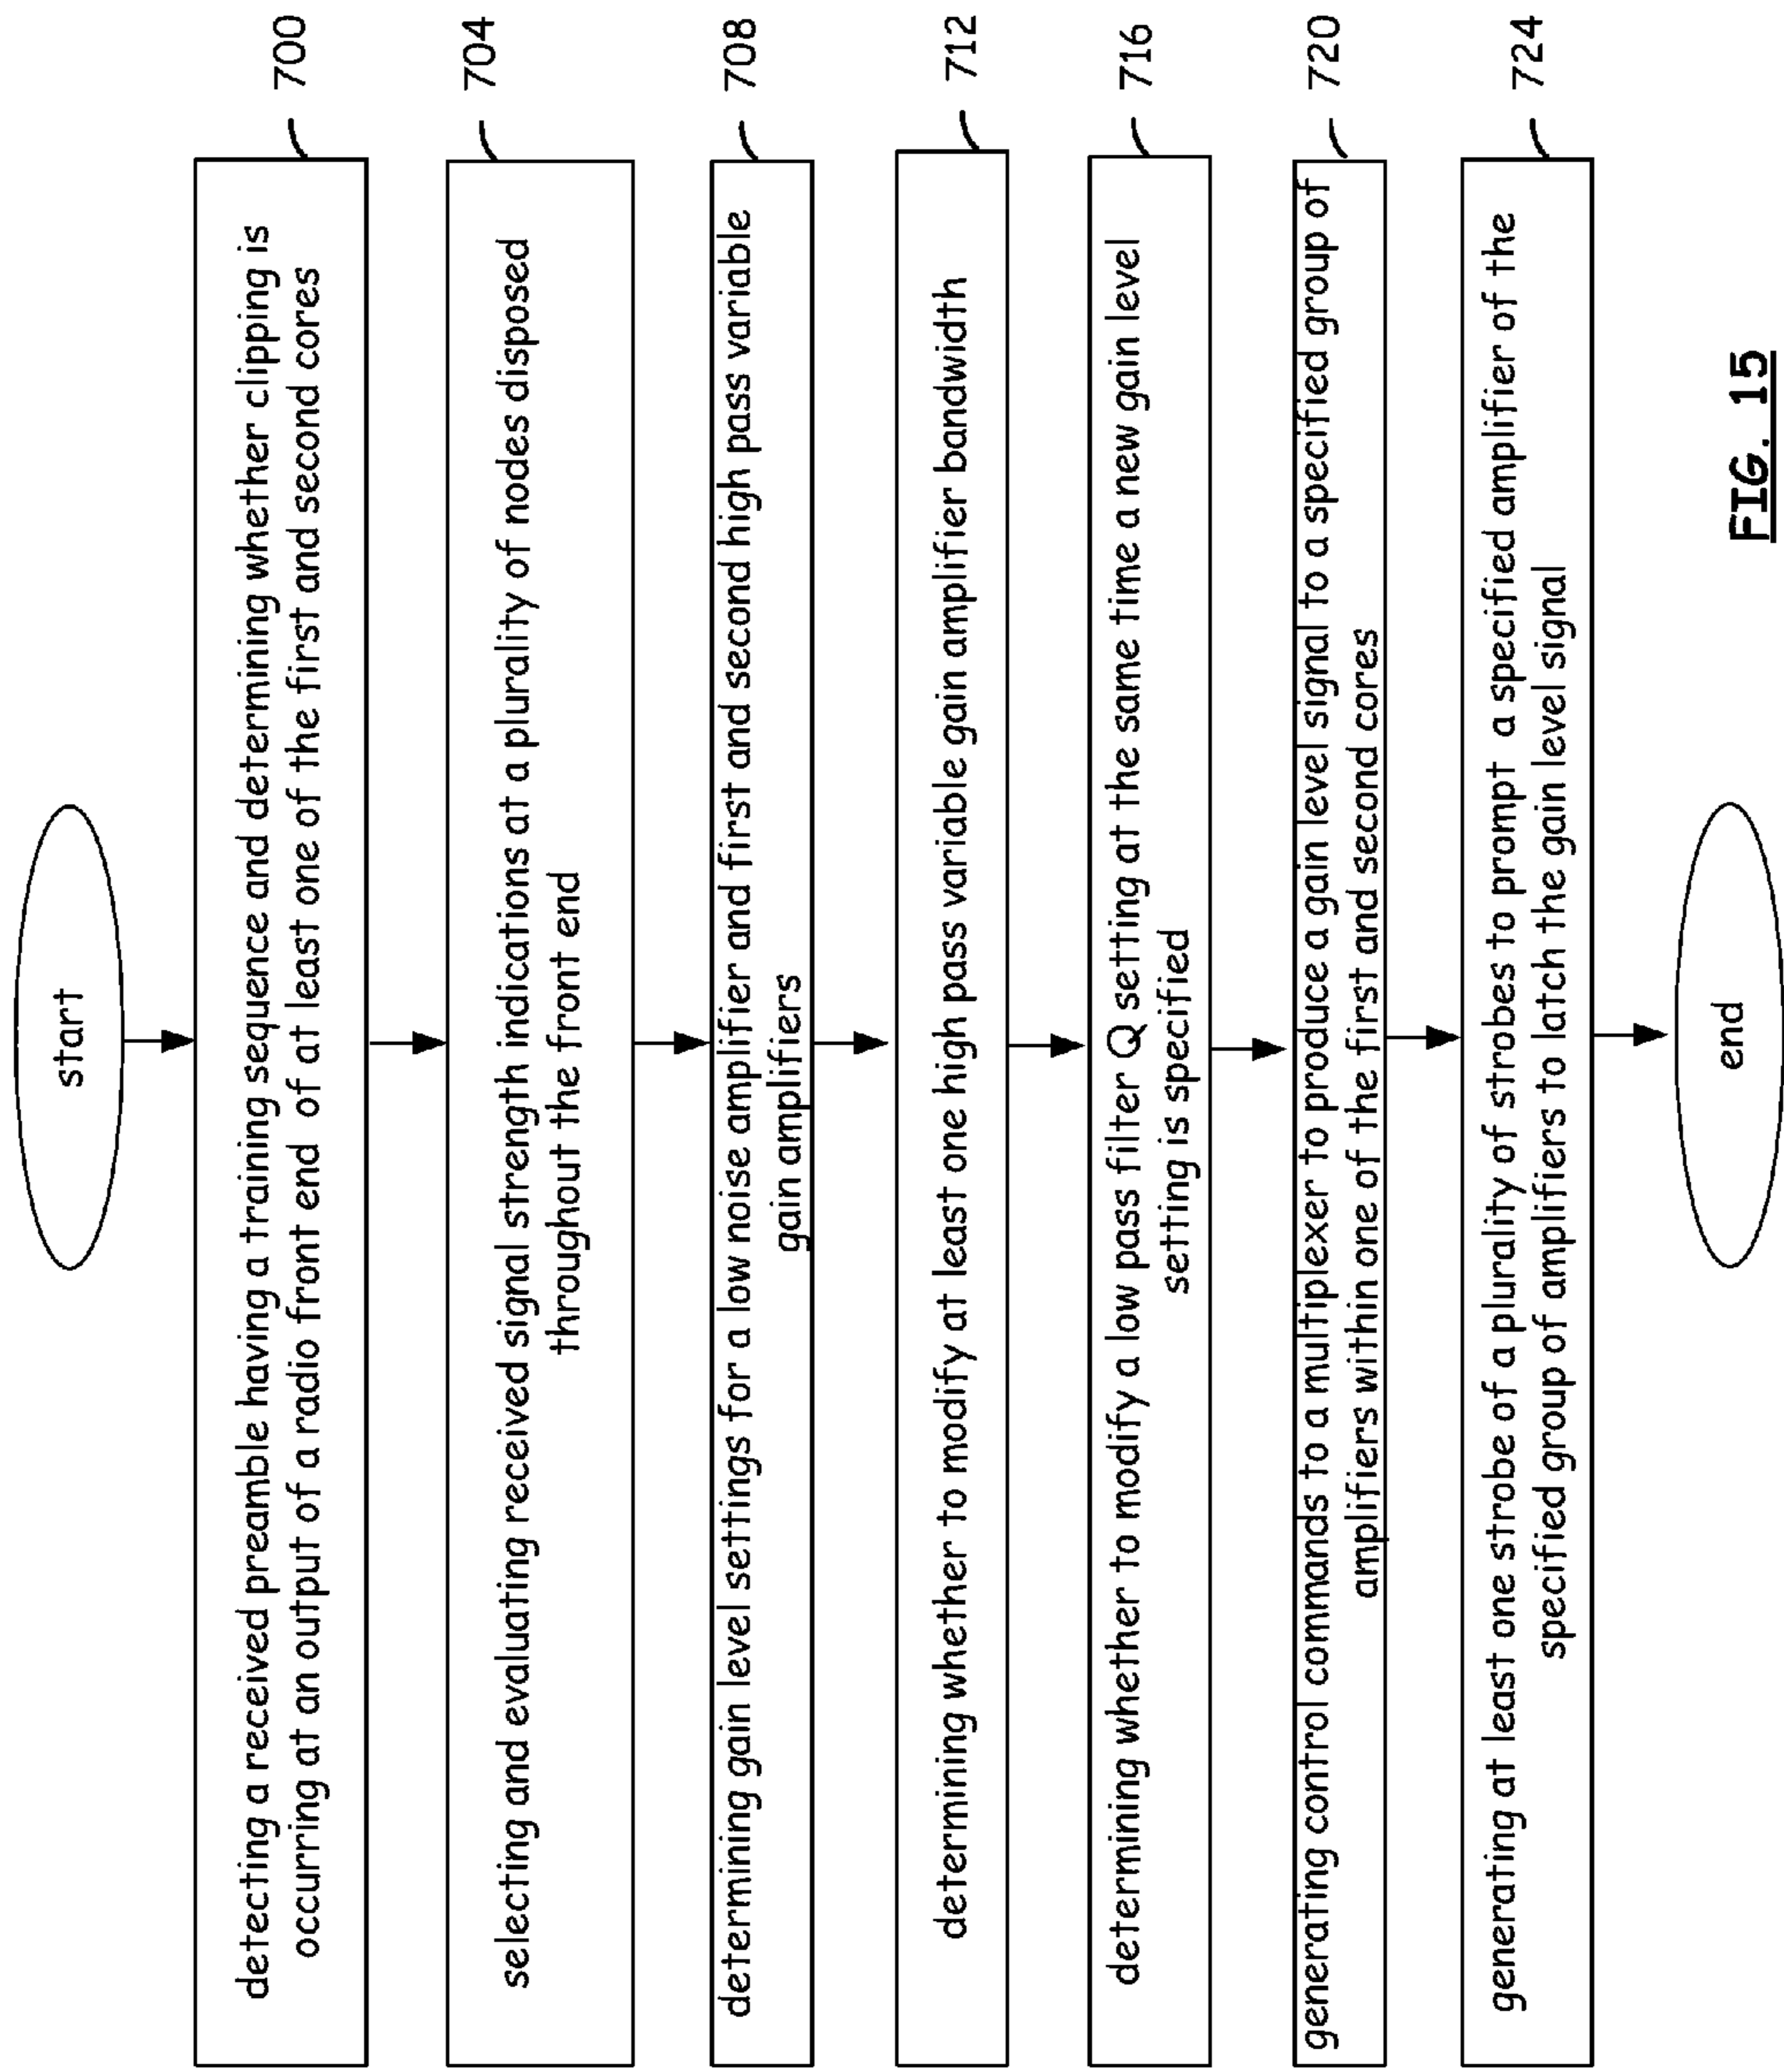 start
detecting a received preamble having a training sequence and determining whether clipping is
occurring at an output of a radio front end of at least one of the first and second cores
700
selecting and evaluating received signal strength indications at a plurality of nodes disposed
throughout the front end
704
determining gain level settings for a low noise amplifier and first and second high pass variable
gain amplifiers
708
determining whether to modify at least one high pass variable gain amplifier bandwidth
712
determining whether to modify a low pass filter Q setting at the same time a new gain level
setting is specified
716
generating control commands to a multiplexer to produce a gain level signal to a specified group of
amplifiers within one of the first and second cores
720
generating at least one strobe of a plurality of strobes to prompt a specified amplifier of the
specified group of amplifiers to latch the gain level signal
724
end
FIG. 15